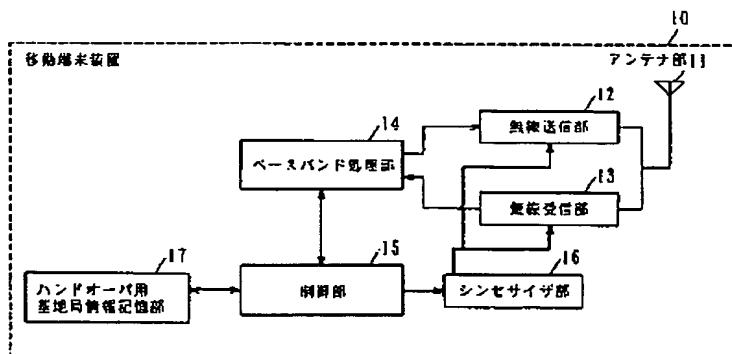 10
移動端末装置
アンテナ部 11
12
無線送信部
14
ベースバンド処理部
13
無線受信部
15
制御部
16
シンセサイザ部
17
ハンドオーバ用
基地局情報記憶部